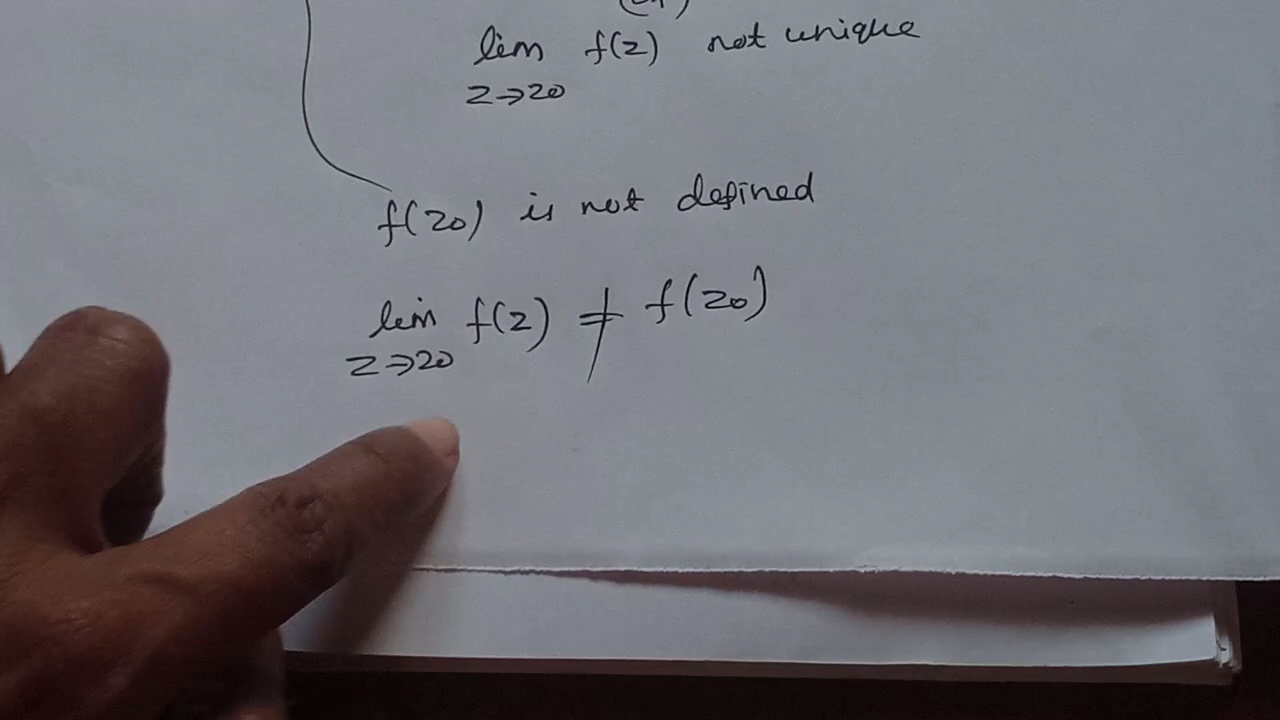 lim f(z) not unique
z→z0
f(z0) is not defined
lim f(z) ≠ f(z0)
z→z0